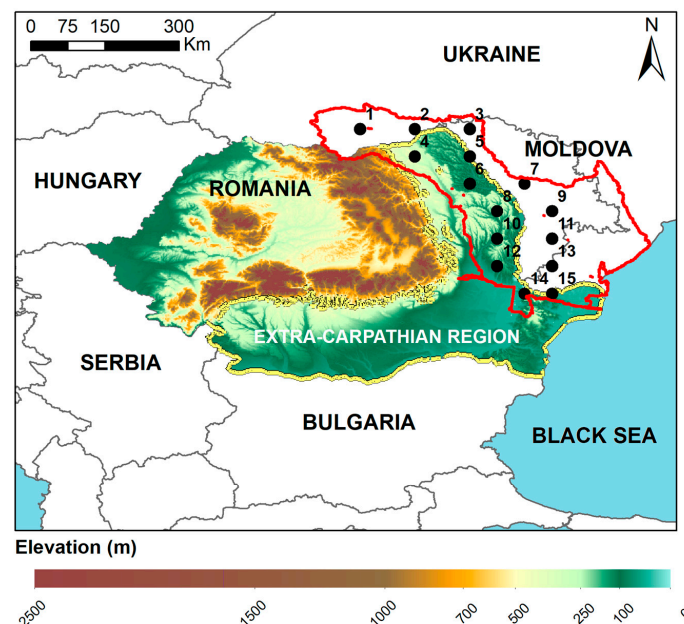 0 75 150 300
Km
N
UKRAINE
1 2 3
4 5
MOLDOVA
6 7
HUNGARY
ROMANIA
8 9
10 11
12 13
14 15
EXTRA-CARPATHIAN REGION
SERBIA
BULGARIA
BLACK SEA
Elevation (m)
2500 1500 1000 700 500 250 100